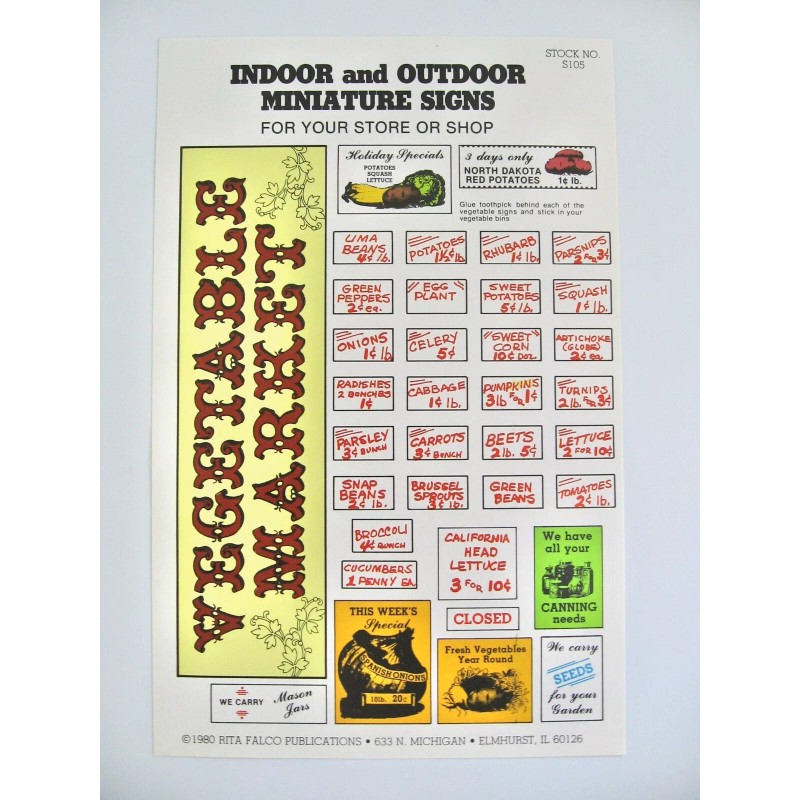 STOCK NO.
S105
INDOOR and OUTDOOR
MINIATURE SIGNS
FOR YOUR STORE OR SHOP
VEGETABLE
MARKET
Holiday Specials
POTATOES
SQUASH
LETTUCE
3 days only
NORTH DAKOTA
RED POTATOES 1¢ lb.
Glue toothpick behind each of the
vegetable signs and stick in your
vegetable bins
LIMA
BEANS
4¢ lb.
POTATOES
1½¢ lb
RHUBARB
1¢ lb.
PARSNIPS
2 FOR 3¢
GREEN
PEPPERS
2¢ ea.
"EGG
PLANT"
SWEET
POTATOES
5¢ lb.
SQUASH
1¢ lb.
ONIONS
1¢ lb.
CELERY
5¢
"SWEET"
CORN
10¢ DOZ.
ARTICHOKE
(GLOBE)
2¢ ea
RADISHES
2 BUNCHES
1¢
CABBAGE
1¢ lb.
PUMPKINS
3lb FOR 1¢
TURNIPS
2lb. FOR 3¢
PARSLEY
3¢ BUNCH
CARROTS
3¢ BUNCH
BEETS
2 lb. 5¢
LETTUCE
2 FOR 10¢
SNAP
BEANS
2¢ lb.
BRUSSEL
SPROUTS
3¢ lb.
GREEN
BEANS
TOMATOES
2¢ lb.
BROCCOLI
4¢ BUNCH
CALIFORNIA
HEAD
LETTUCE
3 FOR 10¢
We have
all your
CANNING
needs
CUCUMBERS
1 PENNY EA.
THIS WEEK'S
Special
SPANISH ONIONS
10lb. 20¢
CLOSED
Fresh Vegetables
Year Round
We carry
SEEDS
for your
Garden
WE CARRY Mason
Jars
©1980 RITA FALCO PUBLICATIONS • 633 N. MICHIGAN • ELMHURST, IL 60126